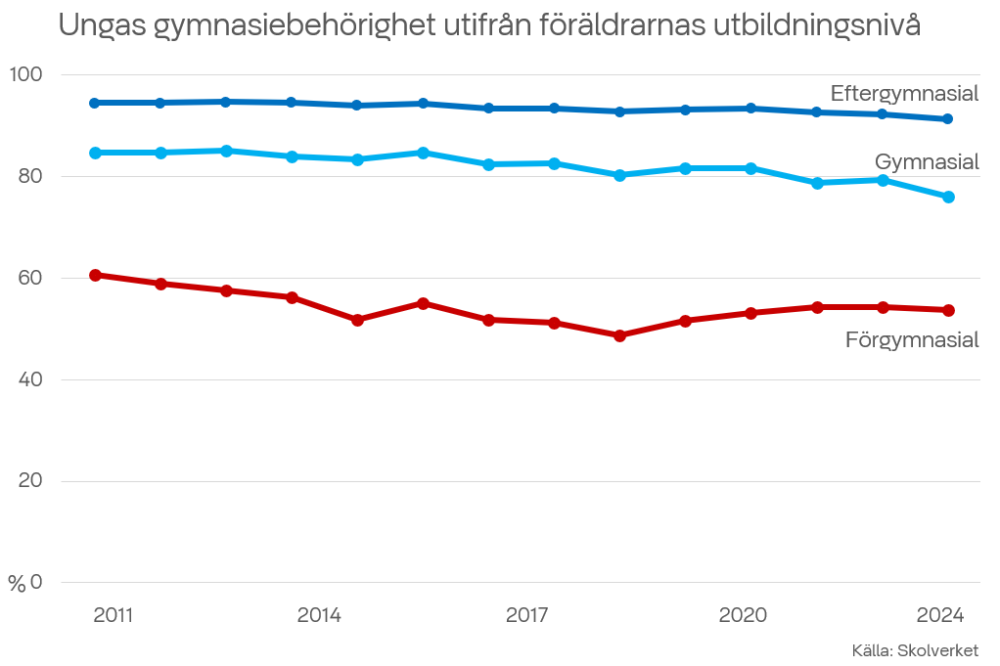 Ungas gymnasiebehörighet utifrån föräldrarnas utbildningsnivå
100
Eftergymnasial
Gymnasial
80
60
Förgymnasial
40
20
% 0
2011 2014 2017 2020 2024
Källa: Skolverket